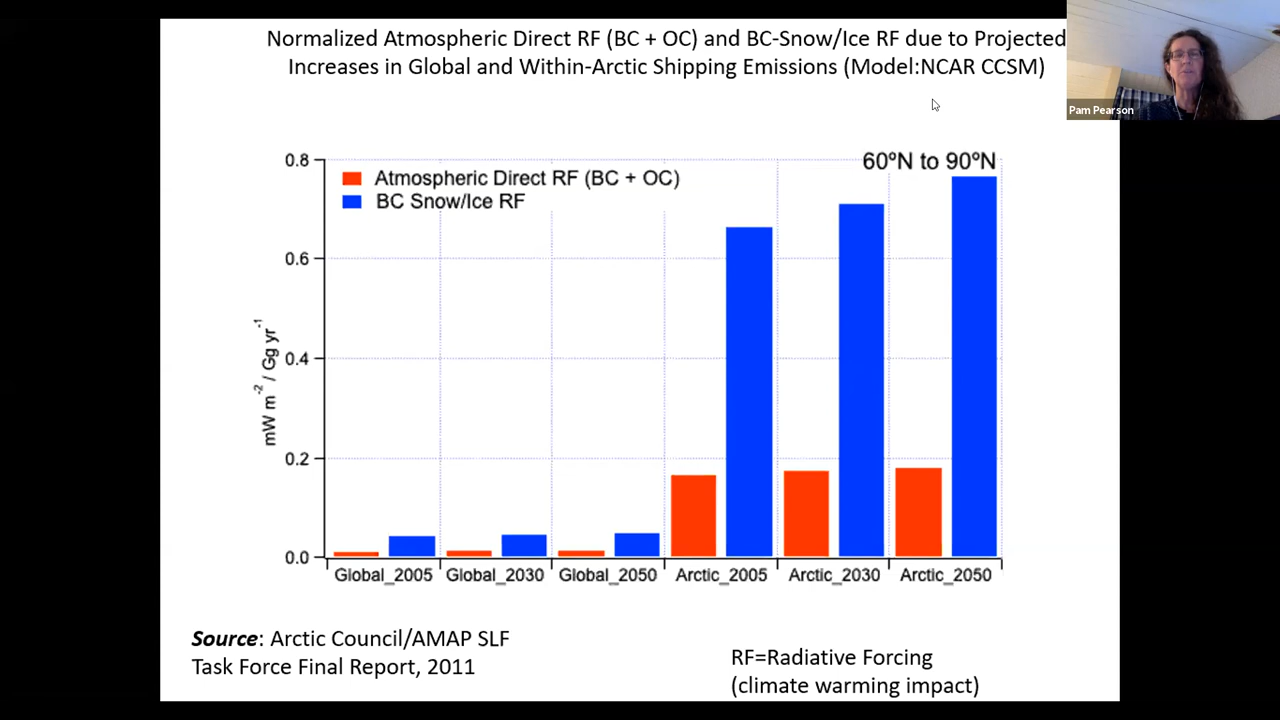 Normalized Atmospheric Direct RF (BC + OC) and BC-Snow/Ice RF due to Projected
Increases in Global and Within-Arctic Shipping Emissions (Model:NCAR CCSM)
Pam Pearson
60ºN to 90ºN
Atmospheric Direct RF (BC + OC)
BC Snow/Ice RF
mW m⁻² / Gg yr⁻¹
0.8
0.6
0.4
0.2
0.0
Global_2005 Global_2030 Global_2050 Arctic_2005 Arctic_2030 Arctic_2050
Source: Arctic Council/AMAP SLF
Task Force Final Report, 2011
RF=Radiative Forcing
(climate warming impact)